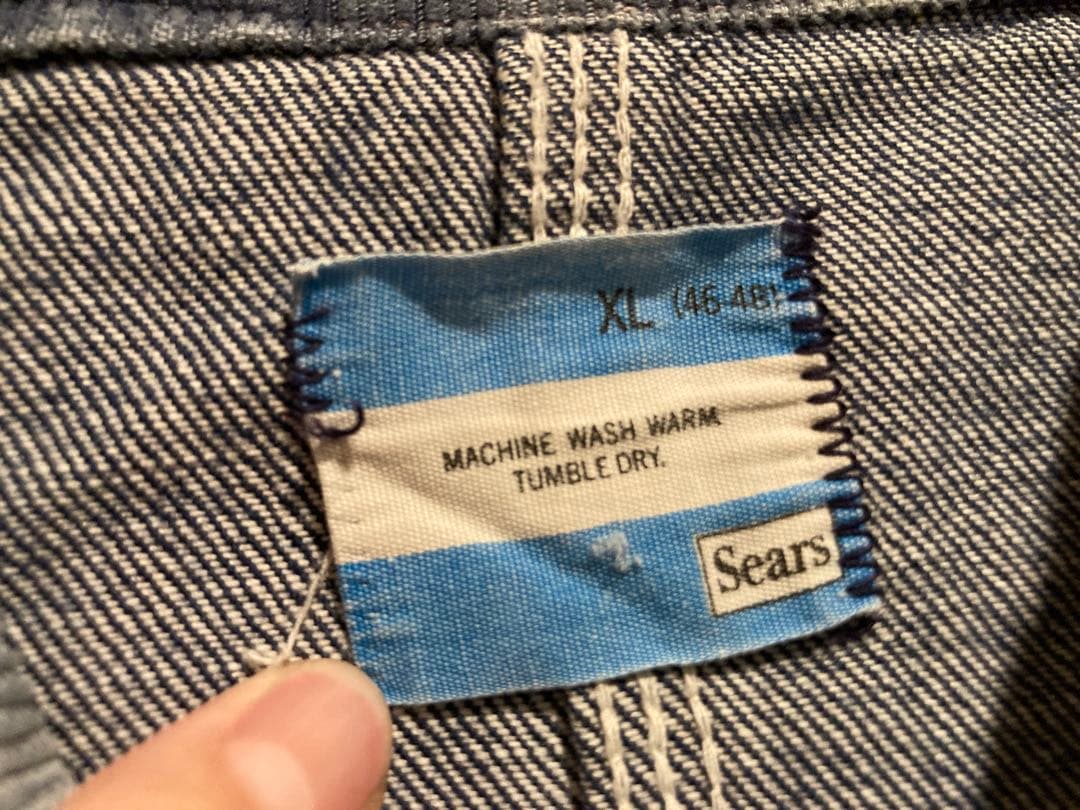 XL (46-48)
MACHINE WASH WARM
TUMBLE DRY.
Sears